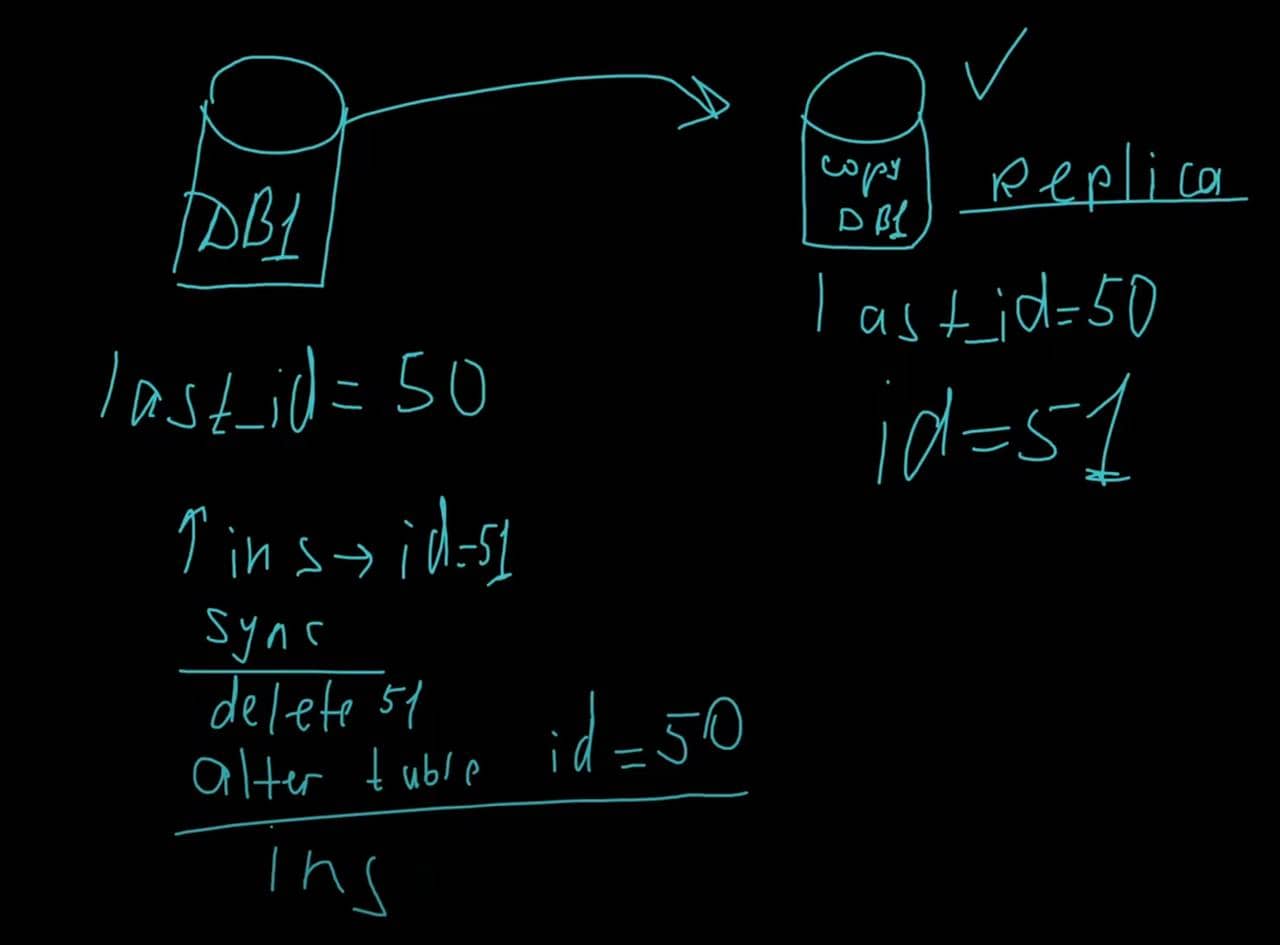 DB1
copy
DB1
Replica
last_id=50
id=51
last_id = 50
↑ ins → id=51
sync
delete 51
alter table id=50
ins